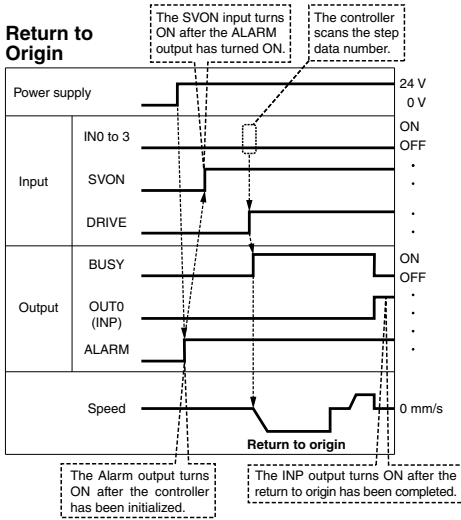 Return to
Origin
The SVON input turns
ON after the ALARM
output has turned ON.
The controller
scans the step
data number.
Power supply
24 V
0 V
Input
IN0 to 3
ON
OFF
SVON
DRIVE
Output
BUSY
ON
OFF
OUT0
(INP)
ALARM
Speed
0 mm/s
Return to origin
The Alarm output turns
ON after the controller
has been initialized.
The INP output turns ON after the
return to origin has been completed.